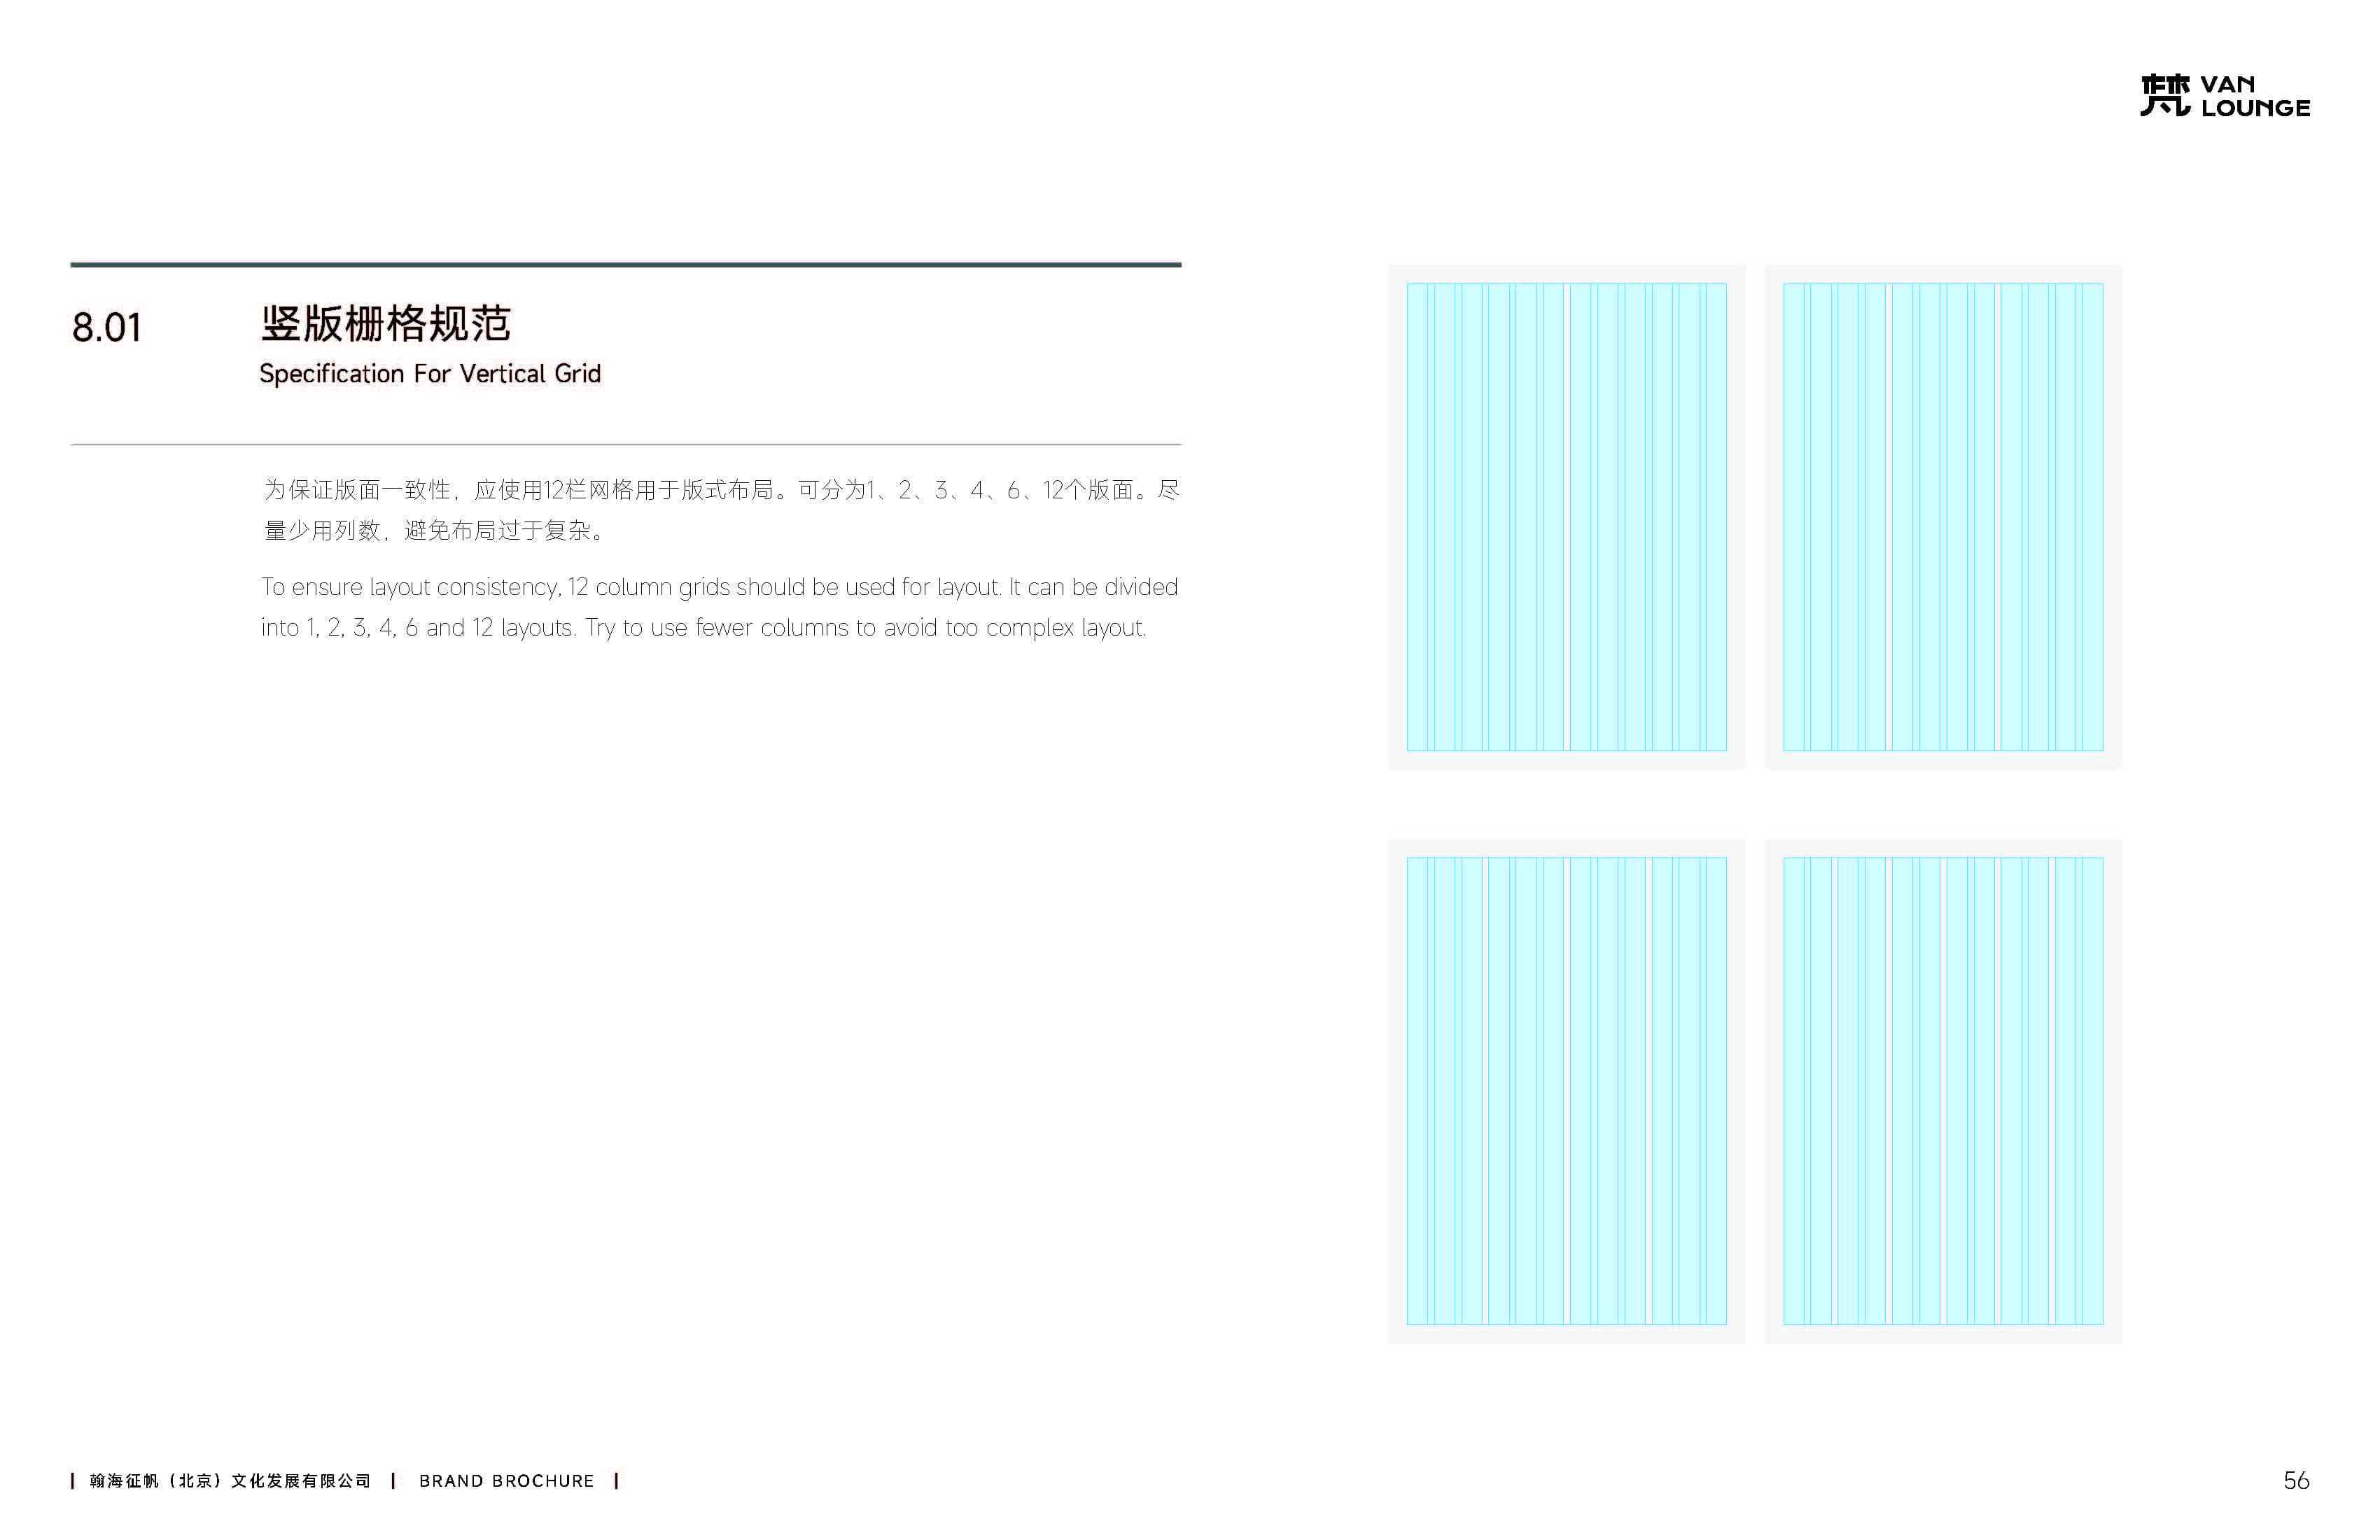 梵 VAN
LOUNGE
8.01
竖版栅格规范
Specification For Vertical Grid
为保证版面一致性，应使用12栏网格用于版式布局。可分为1、2、3、4、6、12个版面。尽
量少用列数，避免布局过于复杂。
To ensure layout consistency, 12 column grids should be used for layout. It can be divided
into 1, 2, 3, 4, 6 and 12 layouts. Try to use fewer columns to avoid too complex layout.
| 翰海征帆（北京）文化发展有限公司 | BRAND BROCHURE |
56